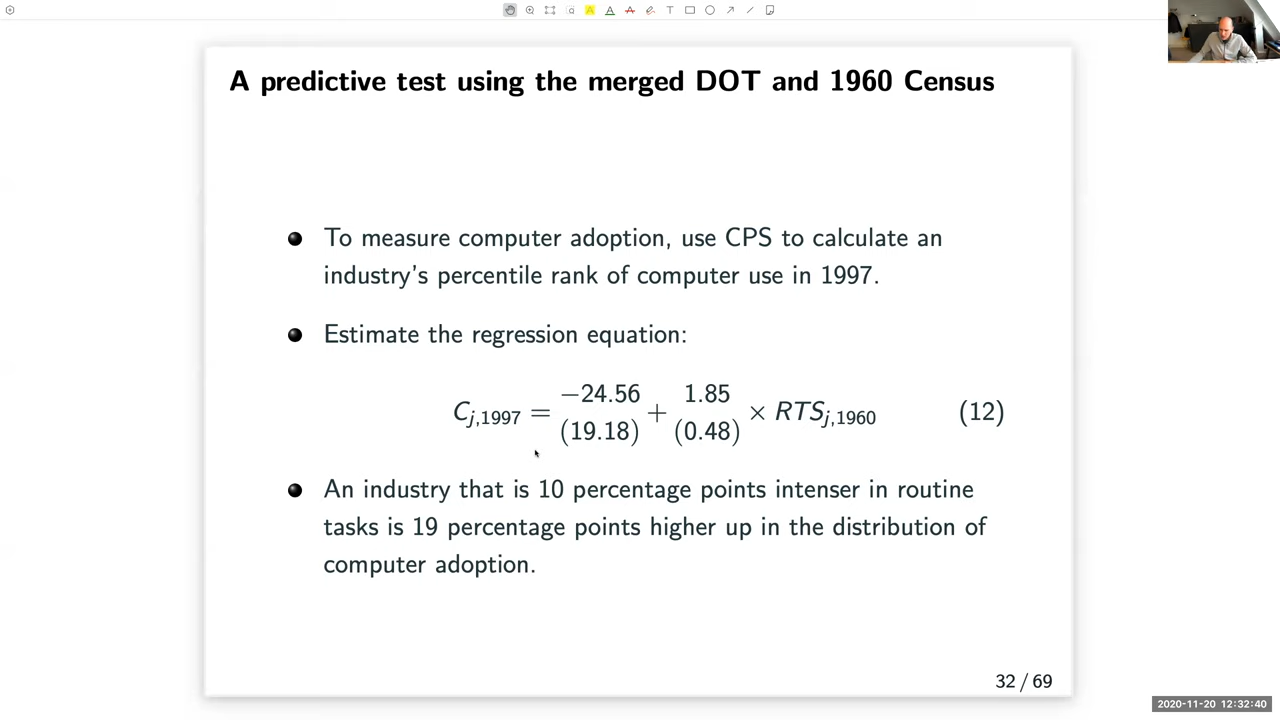 A predictive test using the merged DOT and 1960 Census
● To measure computer adoption, use CPS to calculate an
industry's percentile rank of computer use in 1997.
● Estimate the regression equation:
−24.56 1.85
C_{j,1997} = + × RTS_{j,1960} (12)
(19.18) (0.48)
● An industry that is 10 percentage points intenser in routine
tasks is 19 percentage points higher up in the distribution of
computer adoption.
32 / 69
2020-11-20 12:32:40